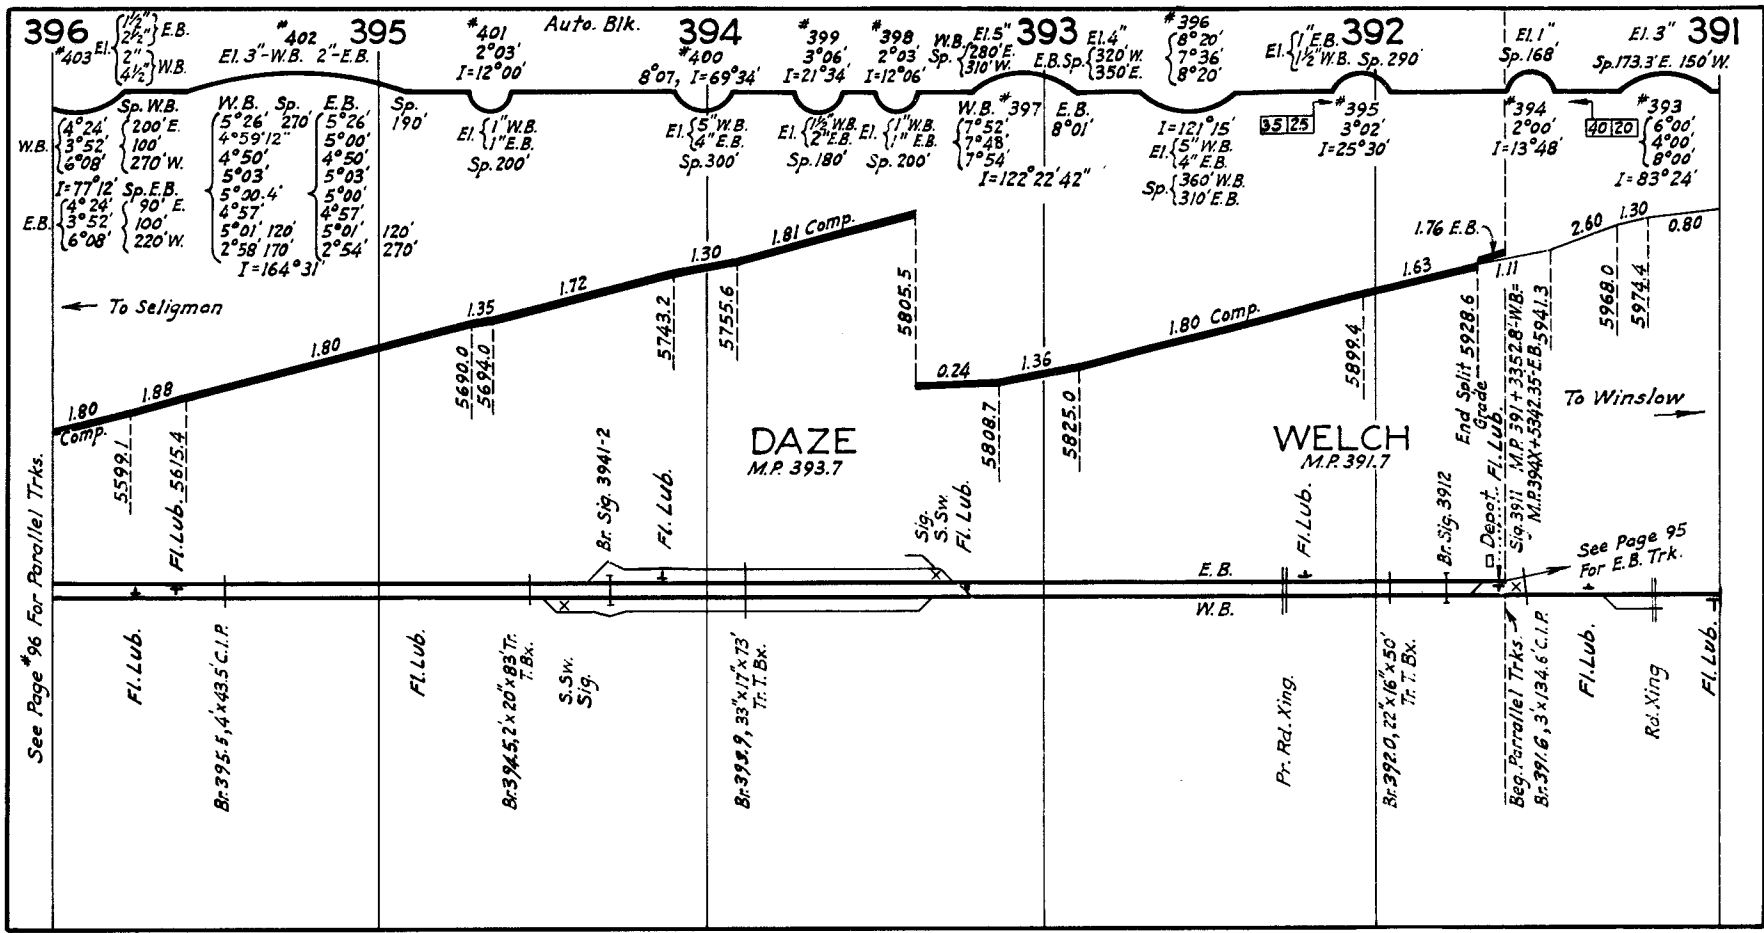 396 395 394 393 392 391
Auto. Blk.
#403 El. { 1½" 2½" } E.B.
{ 2" 4½" } W.B.
#402
El. 3"-W.B. 2"-E.B.
#401
2°03'
I=12°00'
#400
8°07, I=69°34'
#399
3°06'
I=21°34'
#398
2°03'
I=12°06'
W.B. El.5"
Sp. { 280'E. 310'W.
El.4"
E.B.Sp. { 320'W. 350'E.
#396
8°20'
7°36'
8°20'
El. { 1" E.B. 1½" W.B. Sp. 290'
El. 1"
Sp. 168'
El. 3"
Sp.173.3'E. 150'W.
Sp. W.B.
W.B. { 4°24' { 200'E.
3°52' 100'
6°08' 270'W.
I=77°12' Sp.E.B.
E.B. { 4°24' { 90' E.
3°52' 100'
6°08' 220'W.
W.B. Sp. E.B. Sp.
5°26' 270' 5°26' 190'
4°59'12" 5°00'
4°50' 4°50'
5°03' 5°03'
5°00.4' 5°00'
4°57' 4°57'
5°01' 120' 5°01' 120'
2°58' 170' 2°54' 270'
I=164°31'
El. { 1"W.B. 1"E.B.
Sp. 200'
El. { 5" W.B. 4" E.B.
Sp. 300'
El. { 1½" W.B. 2" E.B.
Sp. 180'
El. { 1" W.B. 1" E.B.
Sp. 200'
W.B. #397 E.B.
7°52' 8°01'
7°48'
7°54'
I=122°22'42"
I=121°15'
El. { 5" W.B. 4" E.B.
Sp. { 360' W.B. 310' E.B.
35 25
#395
3°02'
I=25°30'
#394
2°00'
I=13°48'
40 20
#393
6°00'
4°00'
8°00'
I=83°24'
← To Seligman
To Winslow
1.80 Comp.
1.88
1.80
1.35
1.72
1.30
1.81 Comp.
0.24
1.36
1.80 Comp.
1.63
1.76 E.B.
1.11
2.60
1.30
0.80
5599.1
5615.4
5690.0
5694.0
5743.2
5755.6
5805.5
5808.7
5825.0
5899.4
End Split 5928.6
Grade
5941.3
5968.0
5974.4
DAZE
M.P. 393.7
WELCH
M.P. 391.7
See Page #96 For Parallel Trks.
Fl. Lub.
Br. Sig. 3941-2
Fl. Lub.
Sig.
S. Sw.
Fl. Lub.
Fl. Lub.
Br. Sig. 3912
Depot
Fl. Lub.
Sig. 3911 M.P. 391+3352.8'-W.B.=
M.P.394X+5342.35-E.B.
See Page 95
For E.B. Trk.
E.B.
W.B.
Fl. Lub.
Br. 395.5, 4'x43.5' C.I.P.
Fl. Lub.
Br. 394.5, 2'x20"x83' Tr.
T. Bx.
S. Sw.
Sig.
Br. 393.9, 33"x17"x73'
Tr. T. Bx.
Pr. Rd. Xing.
Br. 392.0, 22"x16"x50'
Tr. T. Bx.
Beg. Parrallel Trks.
Br. 391.6, 3'x134.6' C.I.P.
Fl. Lub.
Rd. Xing
Fl. Lub.